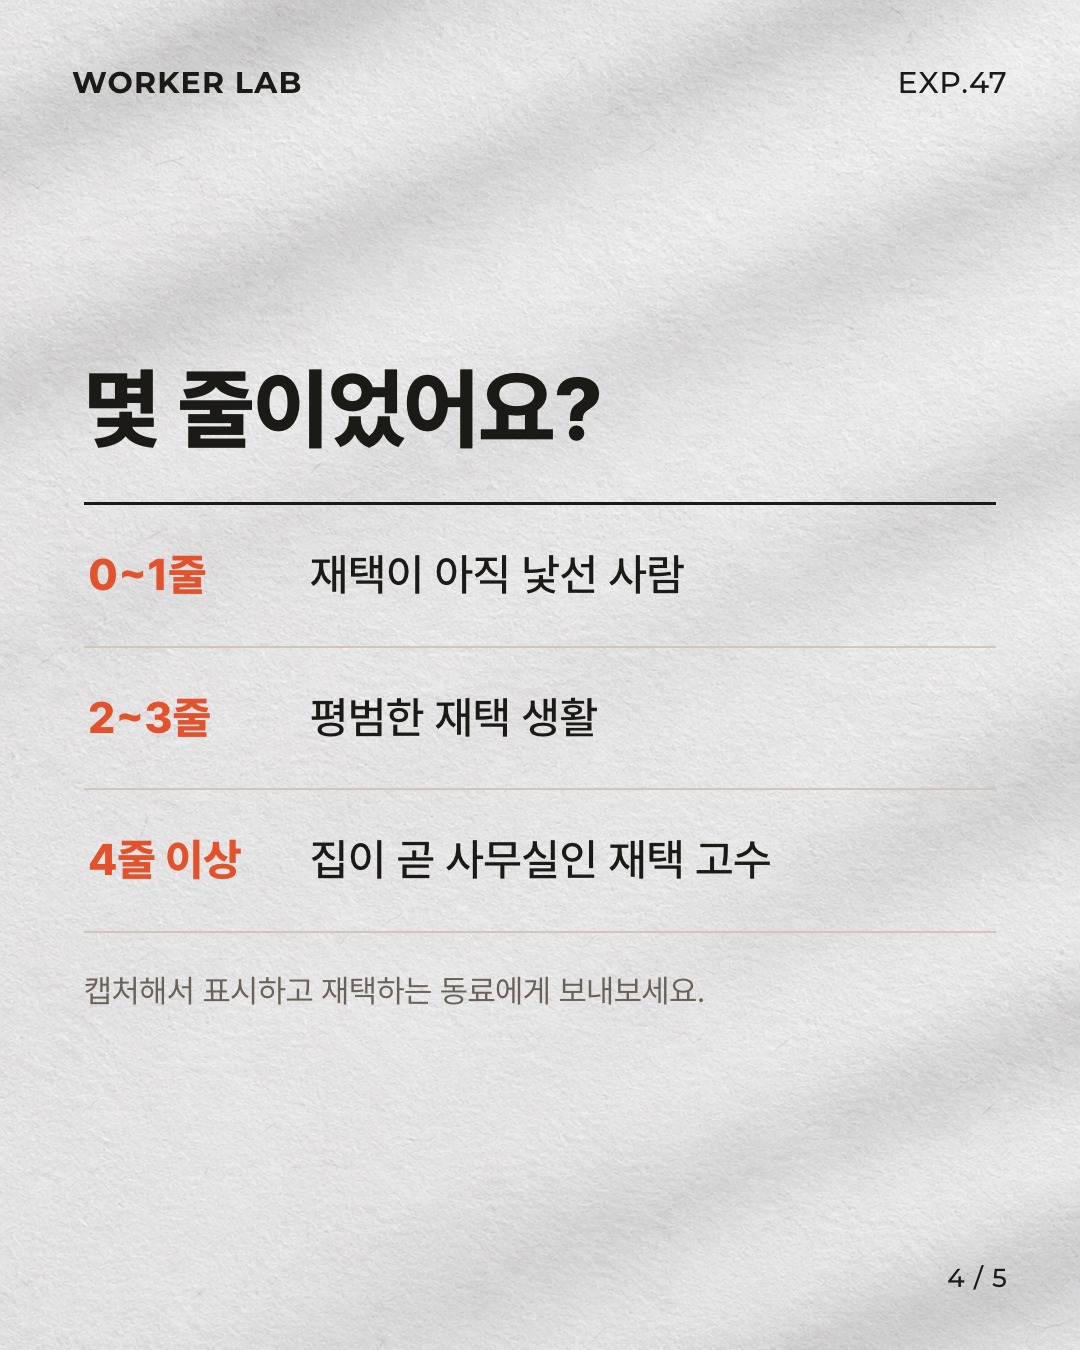 WORKER LAB
EXP.47
몇 줄이었어요?
0~1줄 재택이 아직 낯선 사람
2~3줄 평범한 재택 생활
4줄 이상 집이 곧 사무실인 재택 고수
캡처해서 표시하고 재택하는 동료에게 보내보세요.
4 / 5